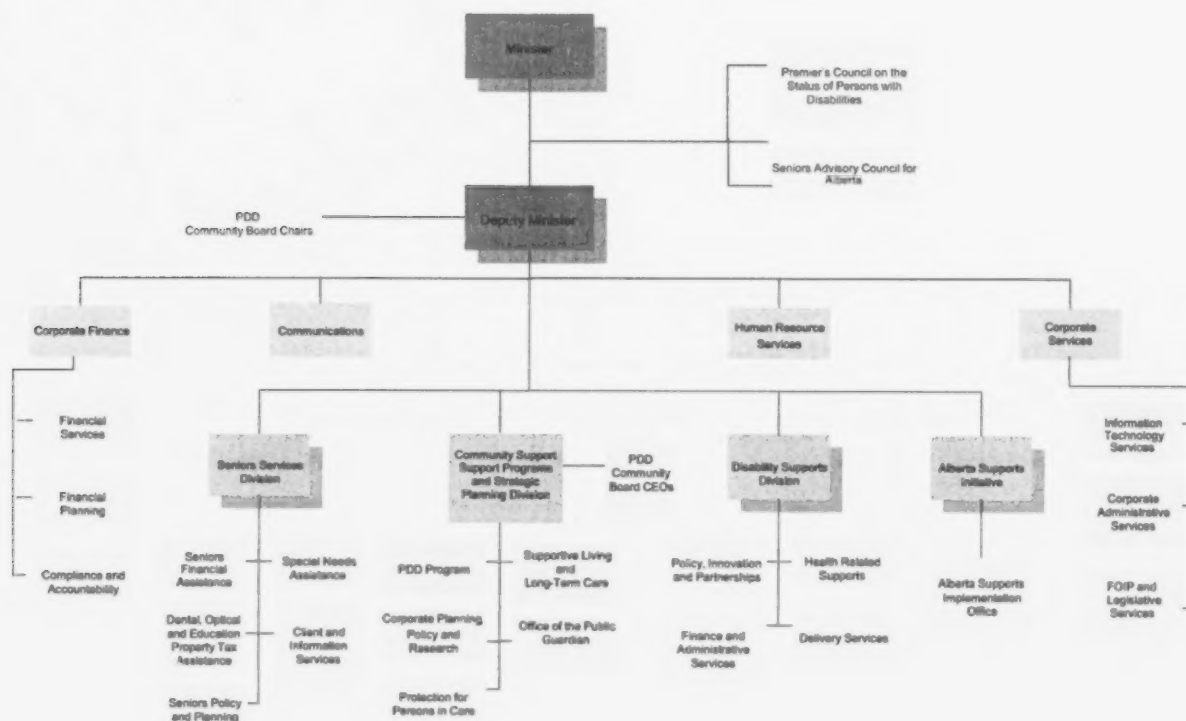 Minister
Premier's Council on the
Status of Persons with
Disabilities
Seniors Advisory Council for
Alberta
Deputy Minister
PDD
Community Board Chairs
Corporate Finance
Communications
Human Resource
Services
Corporate
Services
Financial
Services
Financial
Planning
Compliance and
Accountability
Seniors Services
Division
Community Support
Support Programs
and Strategic
Planning Division
PDD
Community
Board CEOs
Disability Supports
Division
Alberta Supports
Initiative
Information
Technology
Services
Corporate
Administrative
Services
FOIP and
Legislative
Services
Seniors
Financial
Assistance
Special Needs
Assistance
Dental, Optical
and Education
Property Tax
Assistance
Client and
Information
Services
Seniors Policy
and Planning
PDD Program
Supportive Living
and
Long-Term Care
Corporate Planning,
Policy and
Research
Office of the Public
Guardian
Protection for
Persons in Care
Policy, Innovation
and Partnerships
Health Related
Supports
Finance and
Administrative
Services
Delivery Services
Alberta Supports
Implementation
Office